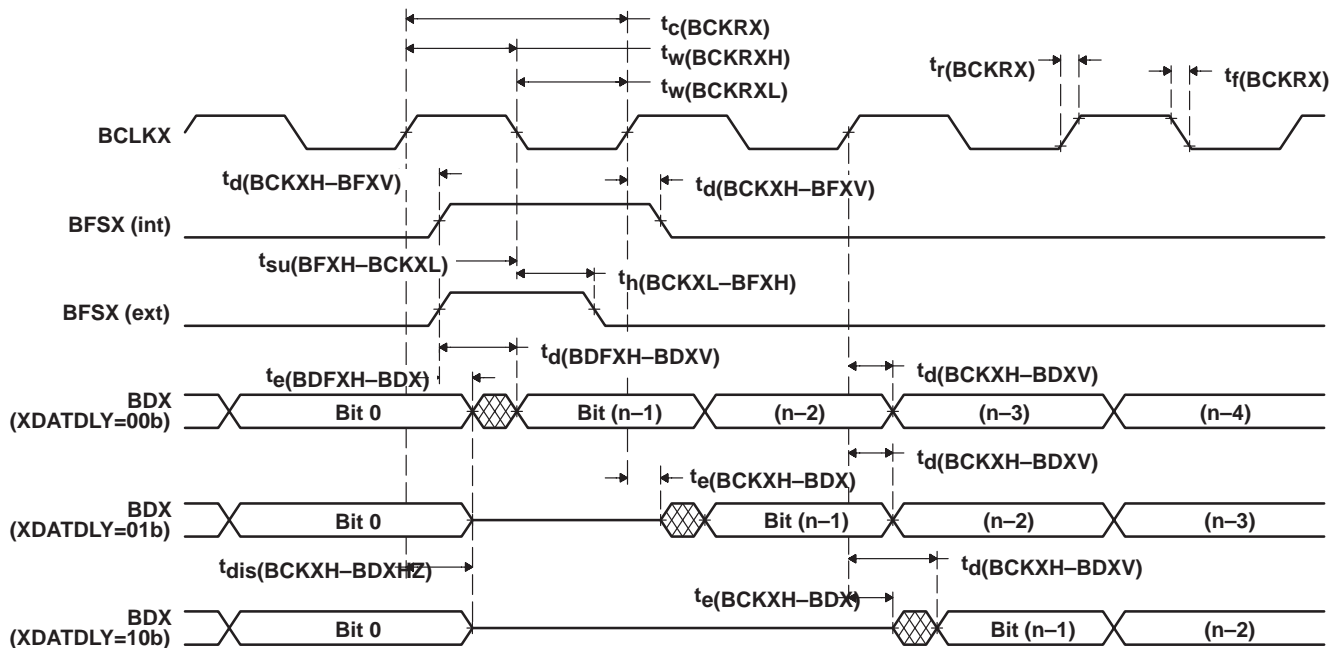 tc(BCKRX)
tw(BCKRXH)
tr(BCKRX)
tf(BCKRX)
tw(BCKRXL)
BCLKX
td(BCKXH–BFXV)
td(BCKXH–BFXV)
BFSX (int)
tsu(BFXH–BCKXL)
th(BCKXL–BFXH)
BFSX (ext)
td(BDFXH–BDXV)
te(BDFXH–BDX)
td(BCKXH–BDXV)
BDX
(XDATDLY=00b)
Bit 0
Bit (n–1)
(n–2)
(n–3)
(n–4)
td(BCKXH–BDXV)
te(BCKXH–BDX)
BDX
(XDATDLY=01b)
Bit 0
Bit (n–1)
(n–2)
(n–3)
tdis(BCKXH–BDXHZ)
td(BCKXH–BDXV)
te(BCKXH–BDX)
BDX
(XDATDLY=10b)
Bit 0
Bit (n–1)
(n–2)